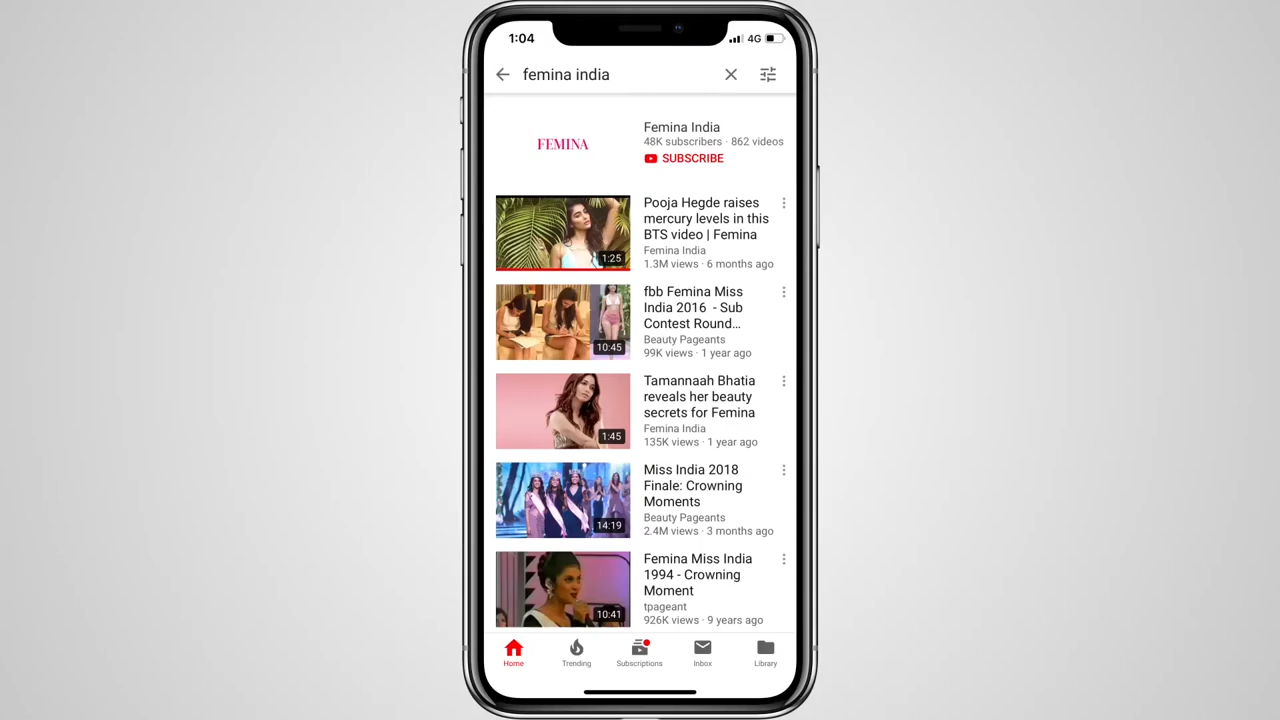 1:04
4G
femina india
FEMINA
Femina India
48K subscribers · 862 videos
SUBSCRIBE
Pooja Hegde raises
mercury levels in this
BTS video | Femina
Femina India
1.3M views · 6 months ago
1:25
fbb Femina Miss
India 2016 - Sub
Contest Round...
Beauty Pageants
99K views · 1 year ago
10:45
Tamannaah Bhatia
reveals her beauty
secrets for Femina
Femina India
135K views · 1 year ago
1:45
Miss India 2018
Finale: Crowning
Moments
Beauty Pageants
2.4M views · 3 months ago
14:19
Femina Miss India
1994 - Crowning
Moment
tpageant
926K views · 9 years ago
10:41
Home
Trending
Subscriptions
Inbox
Library